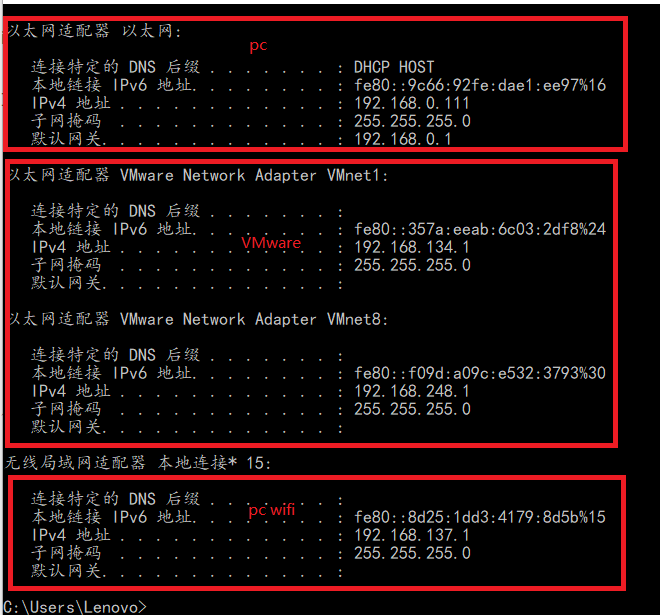 以太网适配器 以太网:
pc
连接特定的 DNS 后缀 . . . . . . . : DHCP HOST
本地链接 IPv6 地址. . . . . . . . : fe80::9c66:92fe:dae1:ee97%16
IPv4 地址 . . . . . . . . . . . . : 192.168.0.111
子网掩码  . . . . . . . . . . . . : 255.255.255.0
默认网关. . . . . . . . . . . . . : 192.168.0.1
以太网适配器 VMware Network Adapter VMnet1:
连接特定的 DNS 后缀 . . . . . . . :
本地链接 IPv6 地址. . . . . . . . : fe80::357a:eeab:6c03:2df8%24
VMware
IPv4 地址 . . . . . . . . . . . . : 192.168.134.1
子网掩码  . . . . . . . . . . . . : 255.255.255.0
默认网关. . . . . . . . . . . . . :
以太网适配器 VMware Network Adapter VMnet8:
连接特定的 DNS 后缀 . . . . . . . :
本地链接 IPv6 地址. . . . . . . . : fe80::f09d:a09c:e532:3793%30
IPv4 地址 . . . . . . . . . . . . : 192.168.248.1
子网掩码  . . . . . . . . . . . . : 255.255.255.0
默认网关. . . . . . . . . . . . . :
无线局域网适配器 本地连接* 15:
连接特定的 DNS 后缀 . . . . . . . :
pc wifi
本地链接 IPv6 地址. . . . . . . . : fe80::8d25:1dd3:4179:8d5b%15
IPv4 地址 . . . . . . . . . . . . : 192.168.137.1
子网掩码  . . . . . . . . . . . . : 255.255.255.0
默认网关. . . . . . . . . . . . . :
C:\Users\Lenovo>